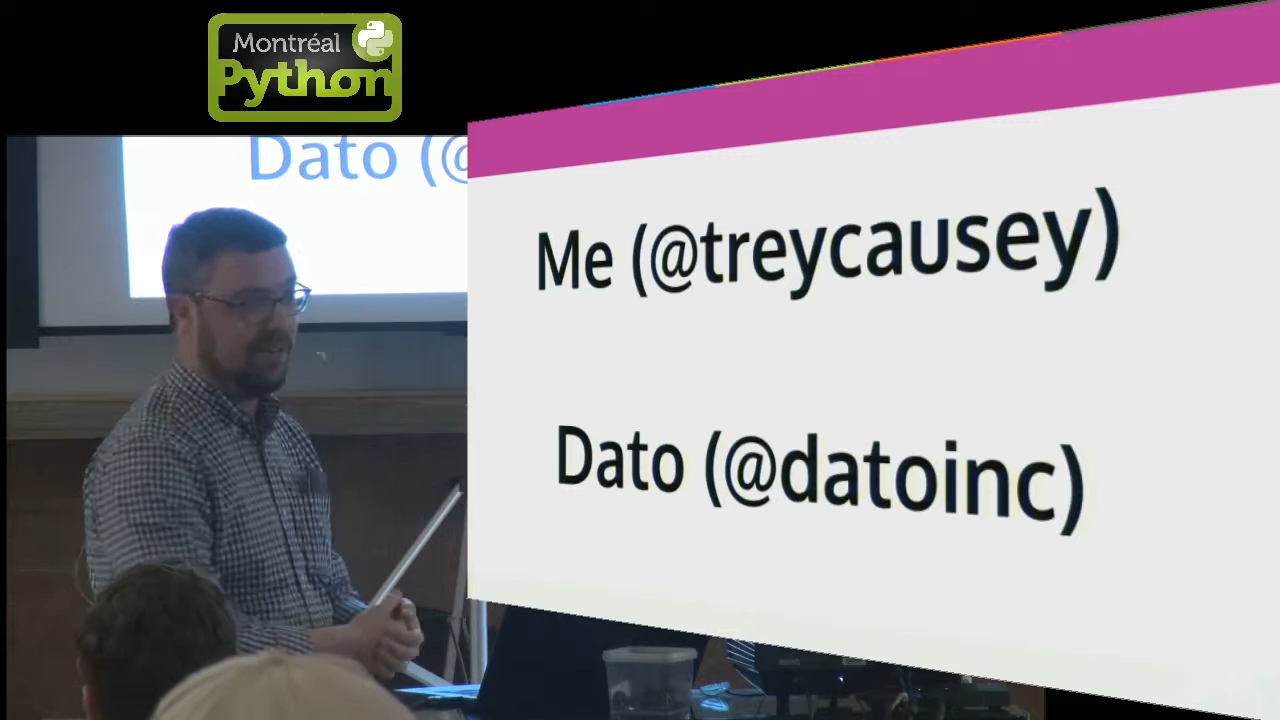 Montréal
Python
Dato (@
Me (@treycausey)
Dato (@datoinc)